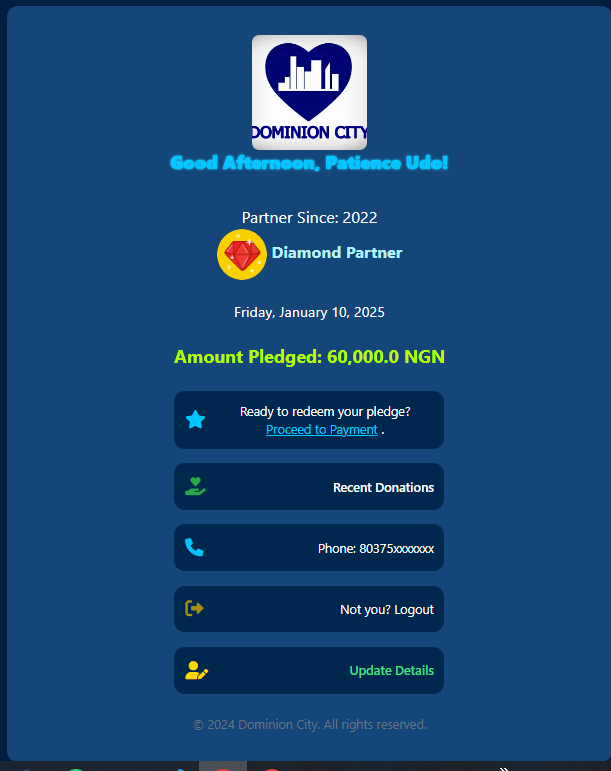 DOMINION CITY
Good Afternoon, Patience Udo!
Partner Since: 2022
Diamond Partner
Friday, January 10, 2025
Amount Pledged: 60,000.0 NGN
Ready to redeem your pledge?
Proceed to Payment .
Recent Donations
Phone: 80375xxxxxxx
Not you? Logout
Update Details
© 2024 Dominion City. All rights reserved.